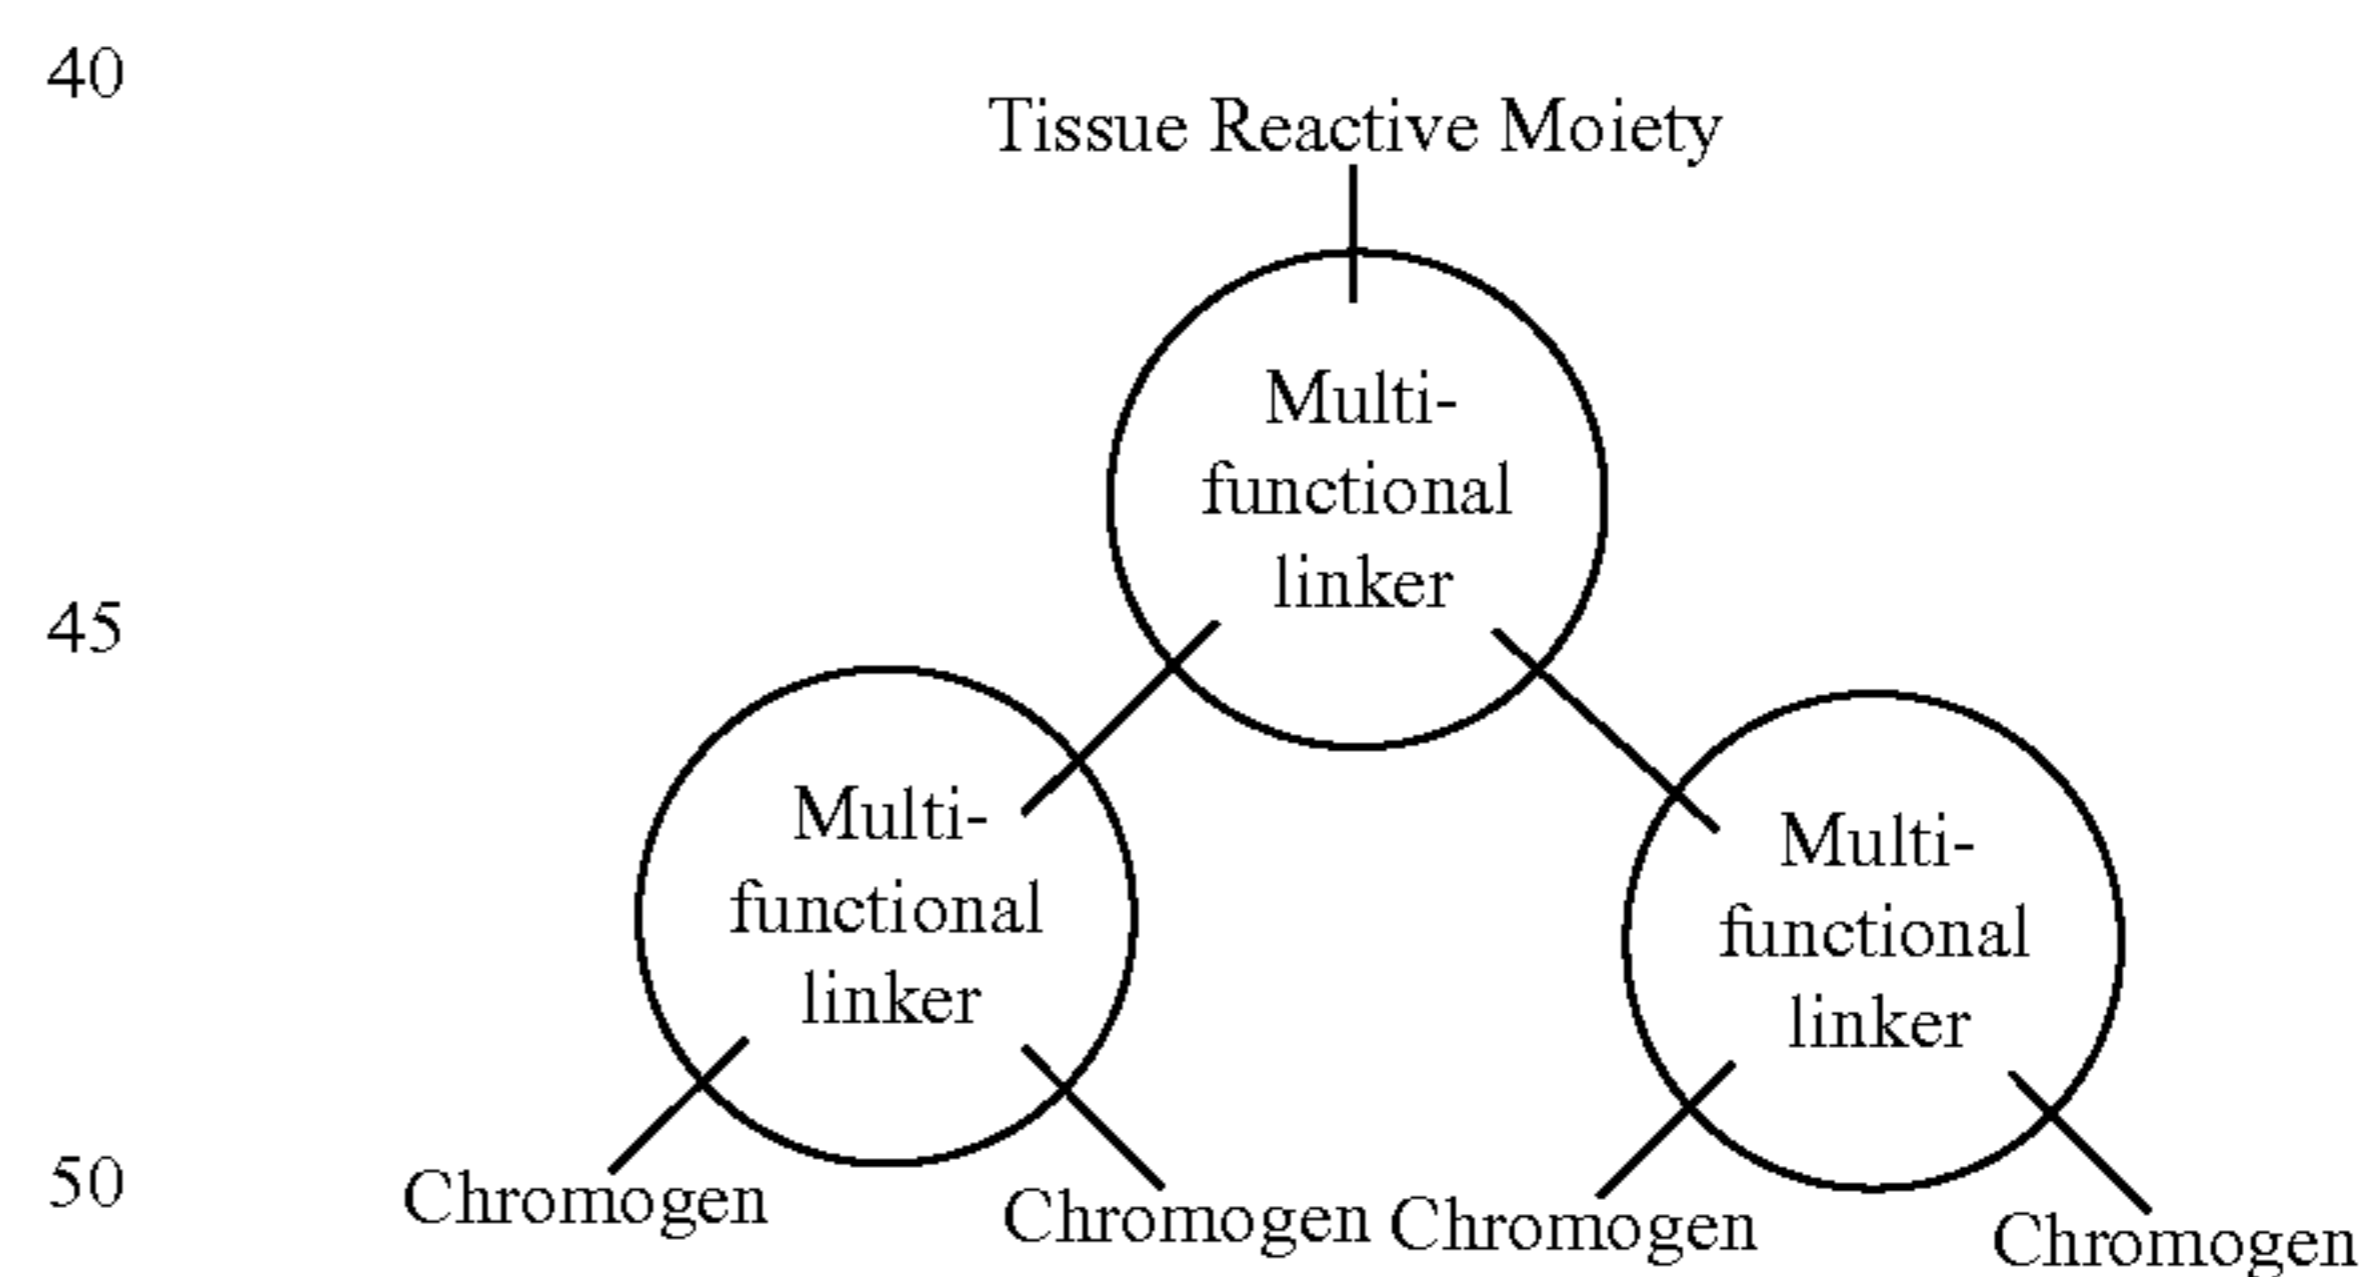 40
Tissue Reactive Moiety
Multi-
functional
linker
45
Multi-
functional
linker
Multi-
functional
linker
50
Chromogen
Chromogen
Chromogen
Chromogen